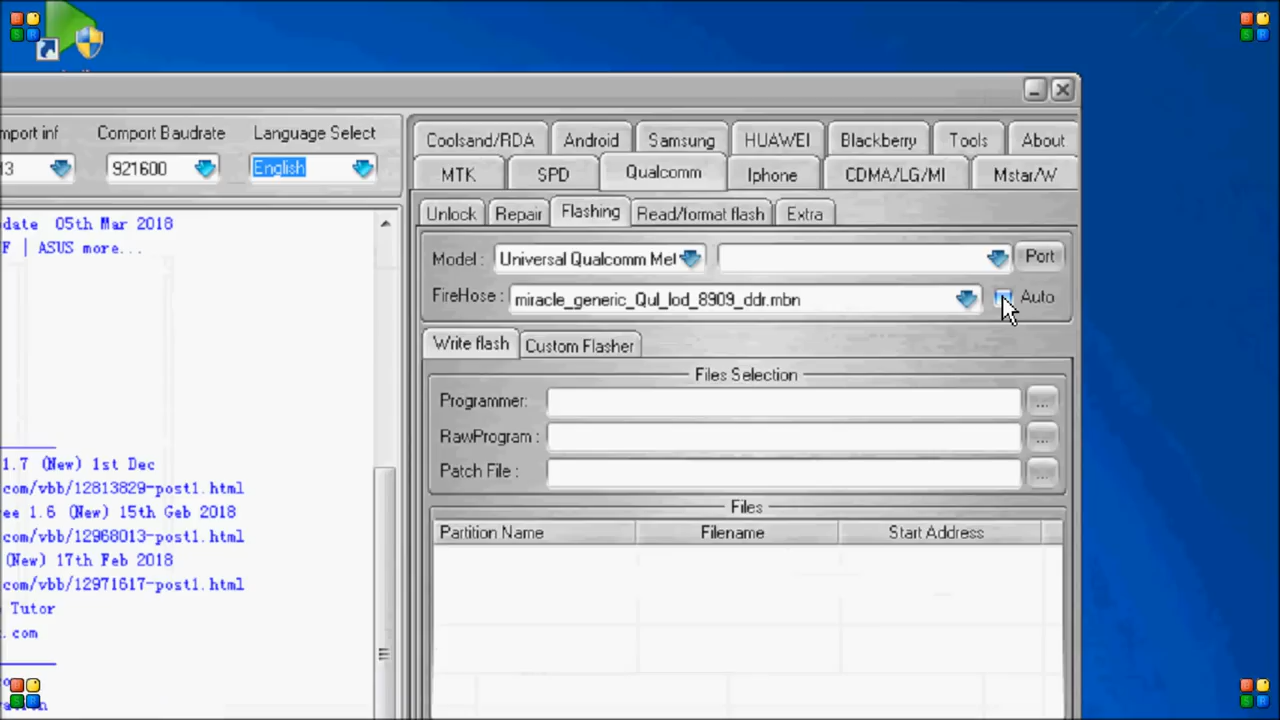 mport inf
Comport Baudrate
Language Select
13
921600
English
date 05th Mar 2018
F | ASUS more...
1.7 (New) 1st Dec
com/vbb/12813829-post1.html
ee 1.6 (New) 15th Geb 2018
com/vbb/12968013-post1.html
(New) 17th Feb 2018
com/vbb/12971617-post1.html
Tutor
.com
Coolsand/RDA
Android
Samsung
HUAWEI
Blackberry
Tools
About
MTK
SPD
Qualcomm
Iphone
CDMA/LG/MI
Mstar/W
Unlock
Repair
Flashing
Read/format flash
Extra
Model :
Universal Qualcomm Mel
Port
FireHose :
miracle_generic_Qul_lod_8909_ddr.mbn
Auto
Write flash
Custom Flasher
Files Selection
Programmer:
RawProgram :
Patch File :
...
...
...
Files
Partition Name
Filename
Start Address